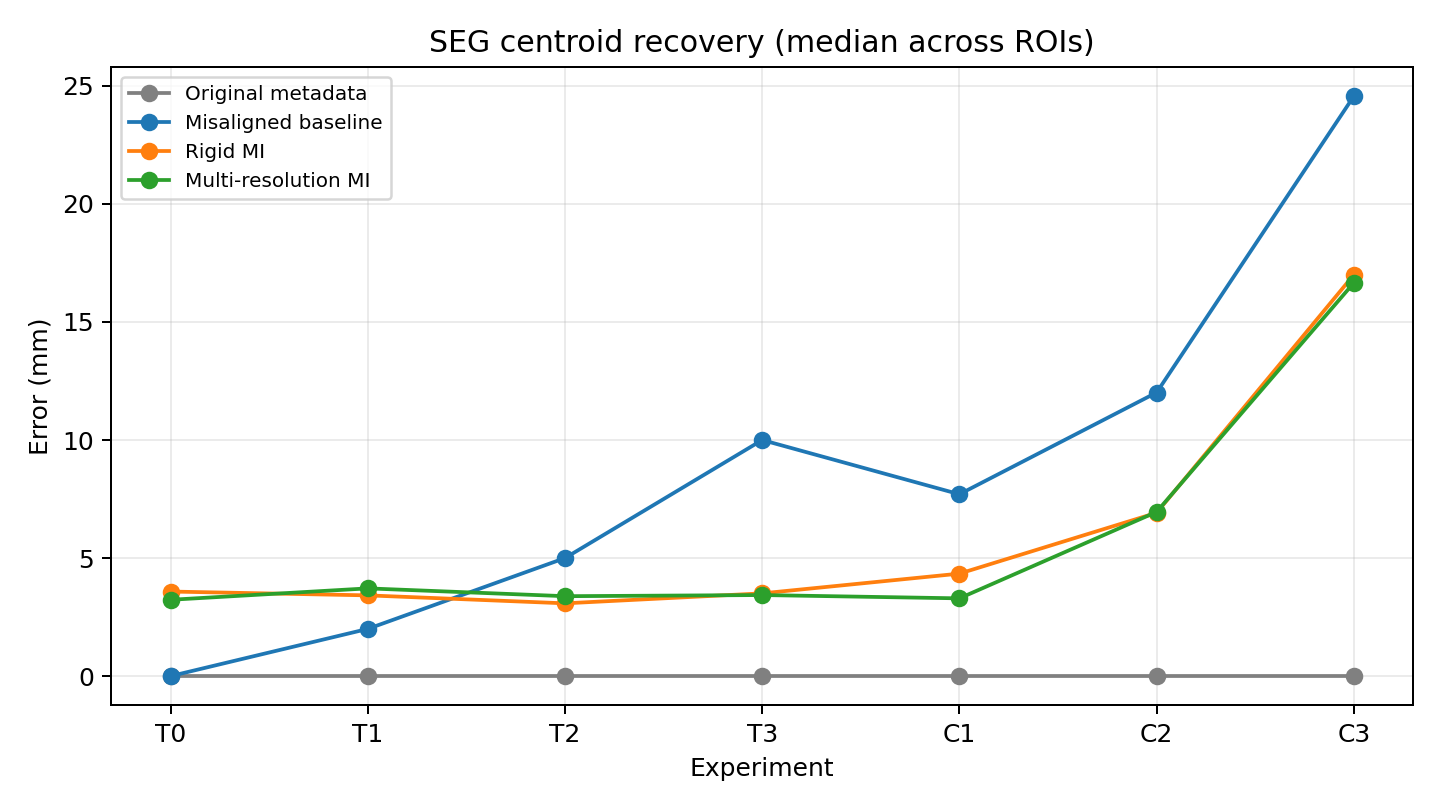 SEG centroid recovery (median across ROIs)
Original metadata
Misaligned baseline
Rigid MI
Multi-resolution MI
25
20
15
10
5
0
Error (mm)
T0 T1 T2 T3 C1 C2 C3
Experiment